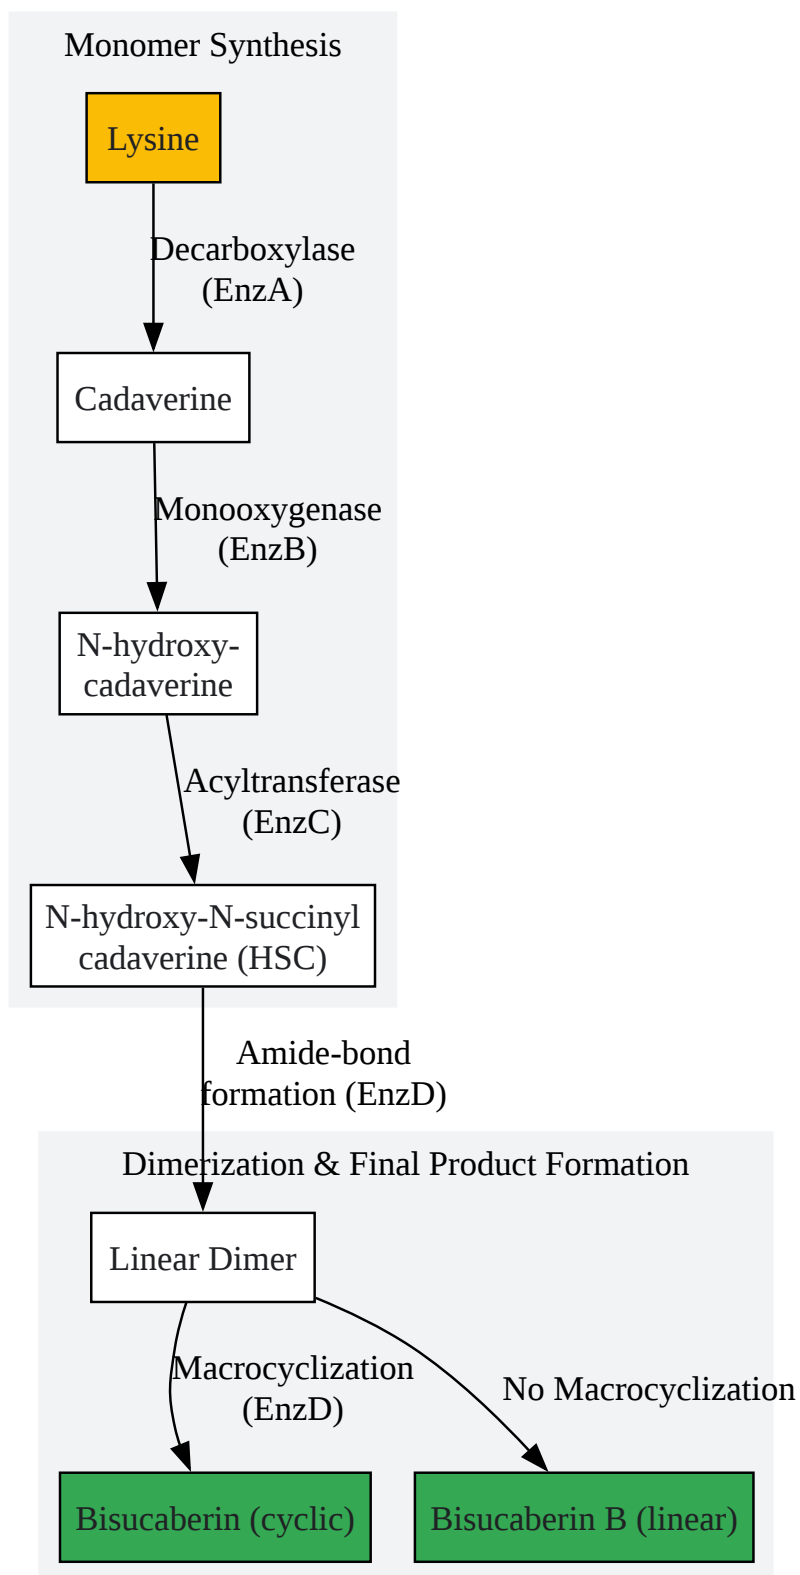 Monomer Synthesis
Lysine
Decarboxylase
(EnzA)
Cadaverine
Monooxygenase
(EnzB)
N-hydroxy-
cadaverine
Acyltransferase
(EnzC)
N-hydroxy-N-succinyl
cadaverine (HSC)
Amide-bond
formation (EnzD)
Dimerization & Final Product Formation
Linear Dimer
Macrocyclization
(EnzD)
No Macrocyclization
Bisucaberin (cyclic)
Bisucaberin B (linear)